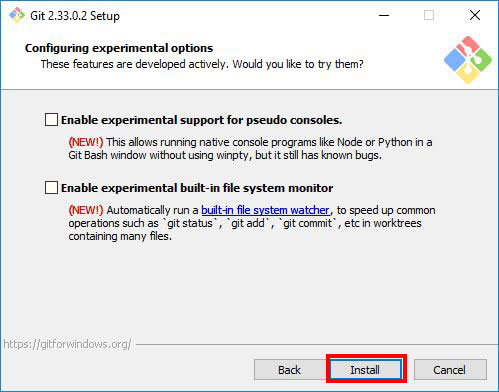 Git 2.33.0.2 Setup
Configuring experimental options
These features are developed actively. Would you like to try them?
Enable experimental support for pseudo consoles.
(NEW!) This allows running native console programs like Node or Python in a
Git Bash window without using winpty, but it still has known bugs.
Enable experimental built-in file system monitor
(NEW!) Automatically run a built-in file system watcher, to speed up common
operations such as `git status`, `git add`, `git commit`, etc in worktrees
containing many files.
https://gitforwindows.org/
Back
Install
Cancel